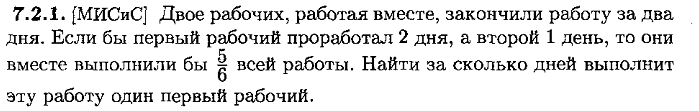 7.2.1. [МИСиС] Двое рабочих, работая вместе, закончили работу за два
дня. Если бы первый рабочий проработал 2 дня, а второй 1 день, то они
вместе выполнили бы 5/6 всей работы. Найти за сколько дней выполнит
эту работу один первый рабочий.